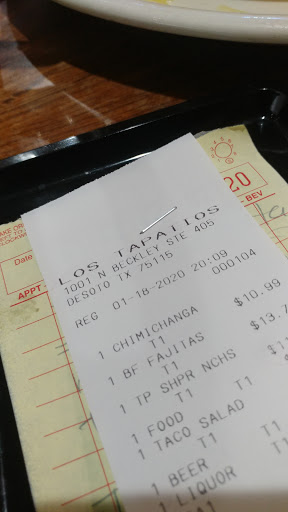 LOS TAPATIOS
1001 N BECKLEY STE 405
DESOTO TX 75115
REG 01-18-2020 20:09
000104
1 CHIMICHANGA $10.99
T1
1 BF FAJITAS
T1
1 TP SHPR NCHS
T1
1 FOOD
T1
1 TACO SALAD
T1
1 BEER
T1
1 LIQUOR
Date
APPT
20
BEV